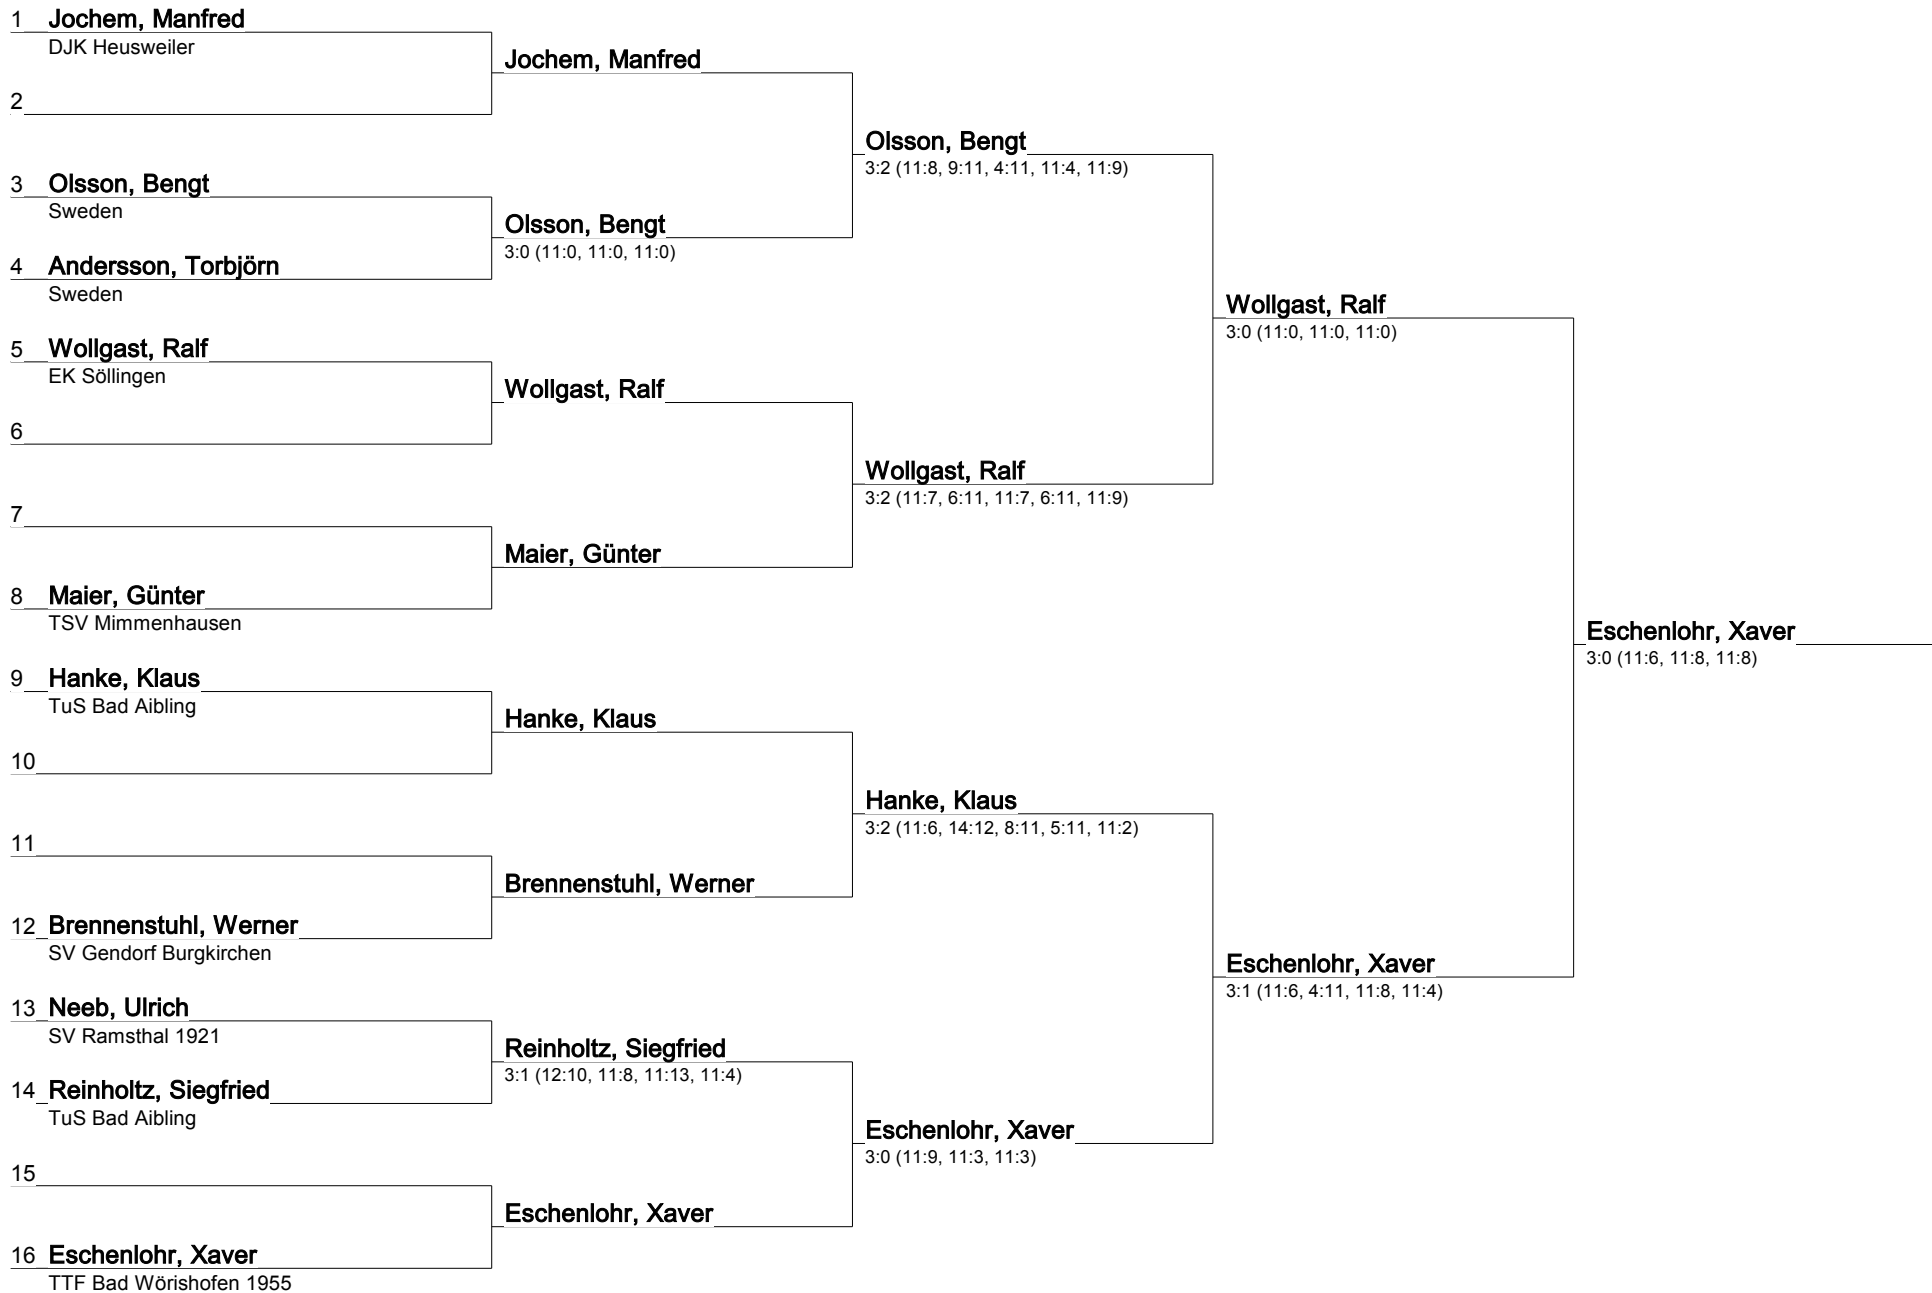 1 Jochem, Manfred
DJK Heusweiler
Jochem, Manfred
2
Olsson, Bengt
3:2 (11:8, 9:11, 4:11, 11:4, 11:9)
3 Olsson, Bengt
Sweden
Olsson, Bengt
3:0 (11:0, 11:0, 11:0)
4 Andersson, Torbjörn
Sweden
Wollgast, Ralf
3:0 (11:0, 11:0, 11:0)
5 Wollgast, Ralf
EK Söllingen
Wollgast, Ralf
6
Wollgast, Ralf
3:2 (11:7, 6:11, 11:7, 6:11, 11:9)
7
Maier, Günter
8 Maier, Günter
TSV Mimmenhausen
Eschenlohr, Xaver
3:0 (11:6, 11:8, 11:8)
9 Hanke, Klaus
TuS Bad Aibling
Hanke, Klaus
10
Hanke, Klaus
3:2 (11:6, 14:12, 8:11, 5:11, 11:2)
11
Brennenstuhl, Werner
12 Brennenstuhl, Werner
SV Gendorf Burgkirchen
Eschenlohr, Xaver
3:1 (11:6, 4:11, 11:8, 11:4)
13 Neeb, Ulrich
SV Ramsthal 1921
Reinholtz, Siegfried
3:1 (12:10, 11:8, 11:13, 11:4)
14 Reinholtz, Siegfried
TuS Bad Aibling
Eschenlohr, Xaver
3:0 (11:9, 11:3, 11:3)
15
Eschenlohr, Xaver
16 Eschenlohr, Xaver
TTF Bad Wörishofen 1955